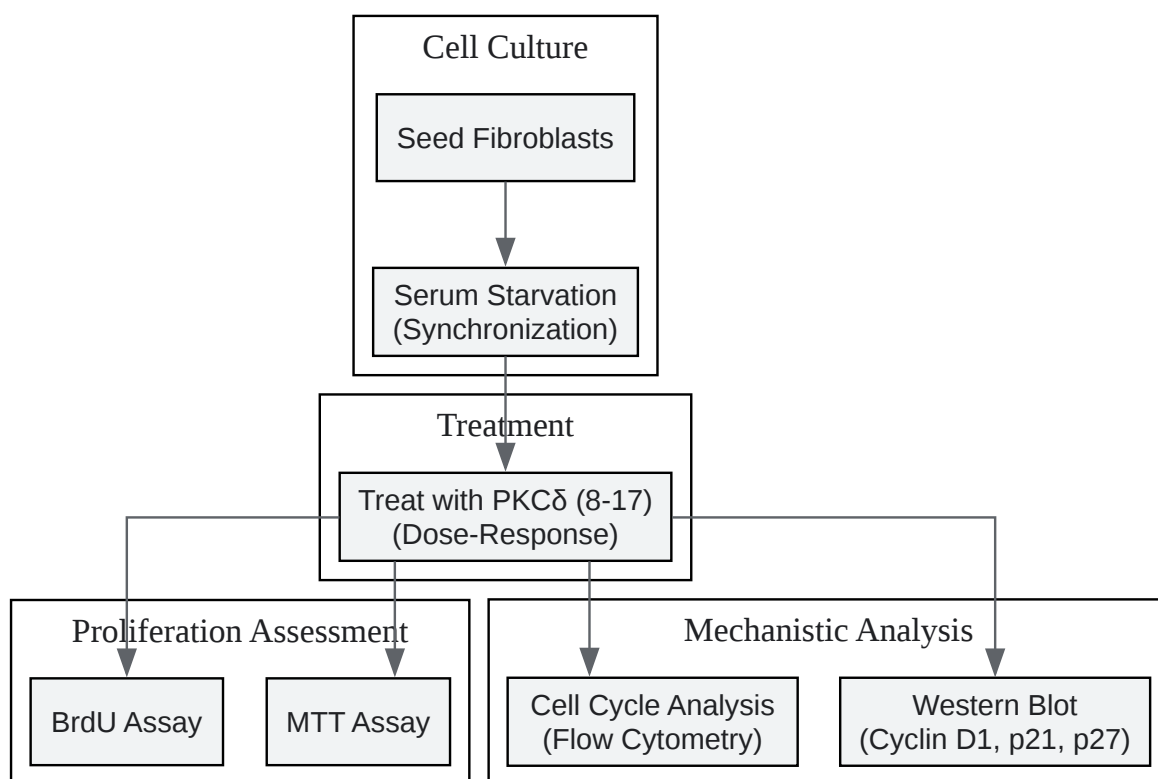 Cell Culture
Seed Fibroblasts
Serum Starvation
(Synchronization)
Treatment
Treat with PKCδ (8-17)
(Dose-Response)
Proliferation Assessment
BrdU Assay
MTT Assay
Mechanistic Analysis
Cell Cycle Analysis
(Flow Cytometry)
Western Blot
(Cyclin D1, p21, p27)